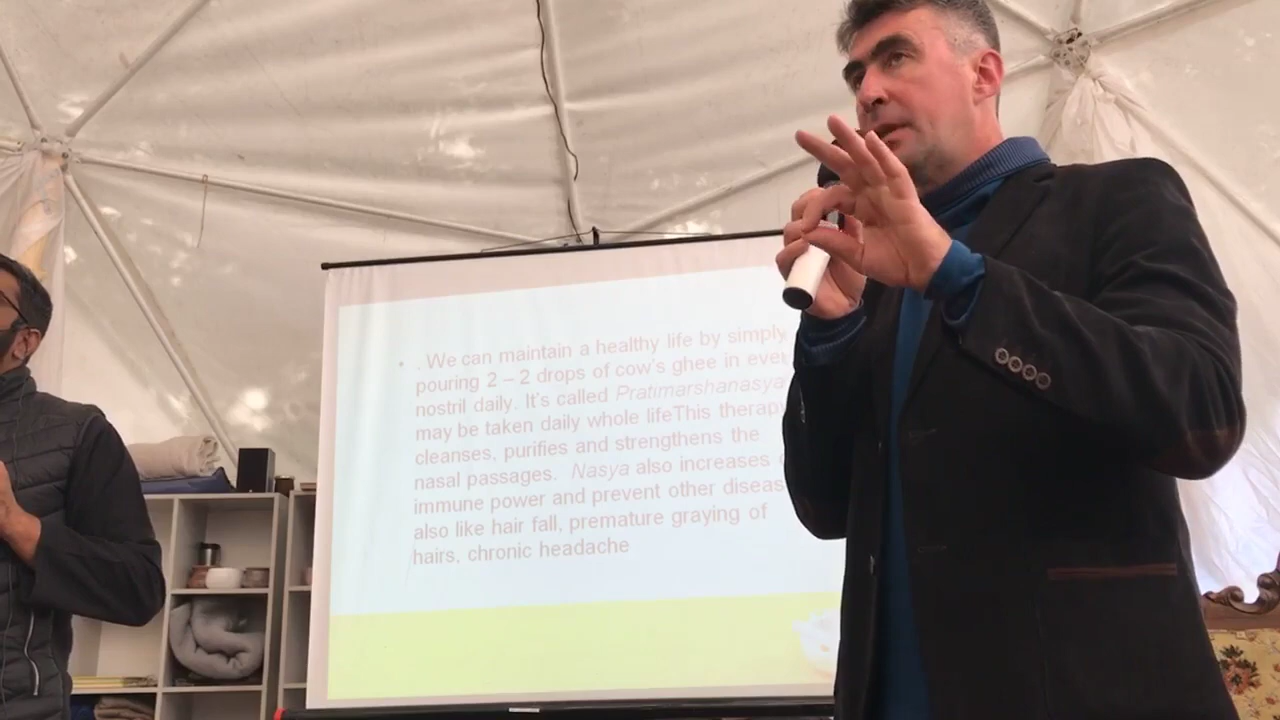 • . We can maintain a healthy life by simply
pouring 2 – 2 drops of cow's ghee in
nostril daily. It's called Pratimarshanasya
may be taken daily whole lifeThis therapy
cleanses, purifies and strengthens the
nasal passages. Nasya also increases
immune power and prevent other
also like hair fall, premature graying of
hairs, chronic headache